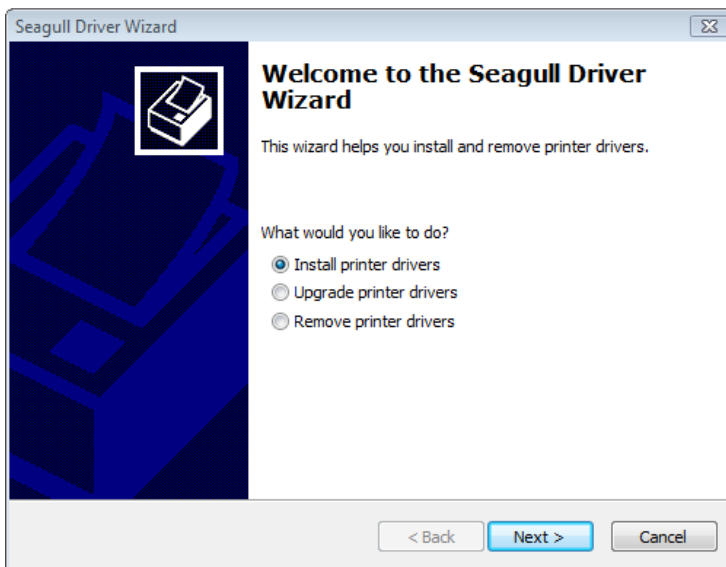 Seagull Driver Wizard
Welcome to the Seagull Driver
Wizard
This wizard helps you install and remove printer drivers.
What would you like to do?
Install printer drivers
Upgrade printer drivers
Remove printer drivers
< Back
Next >
Cancel